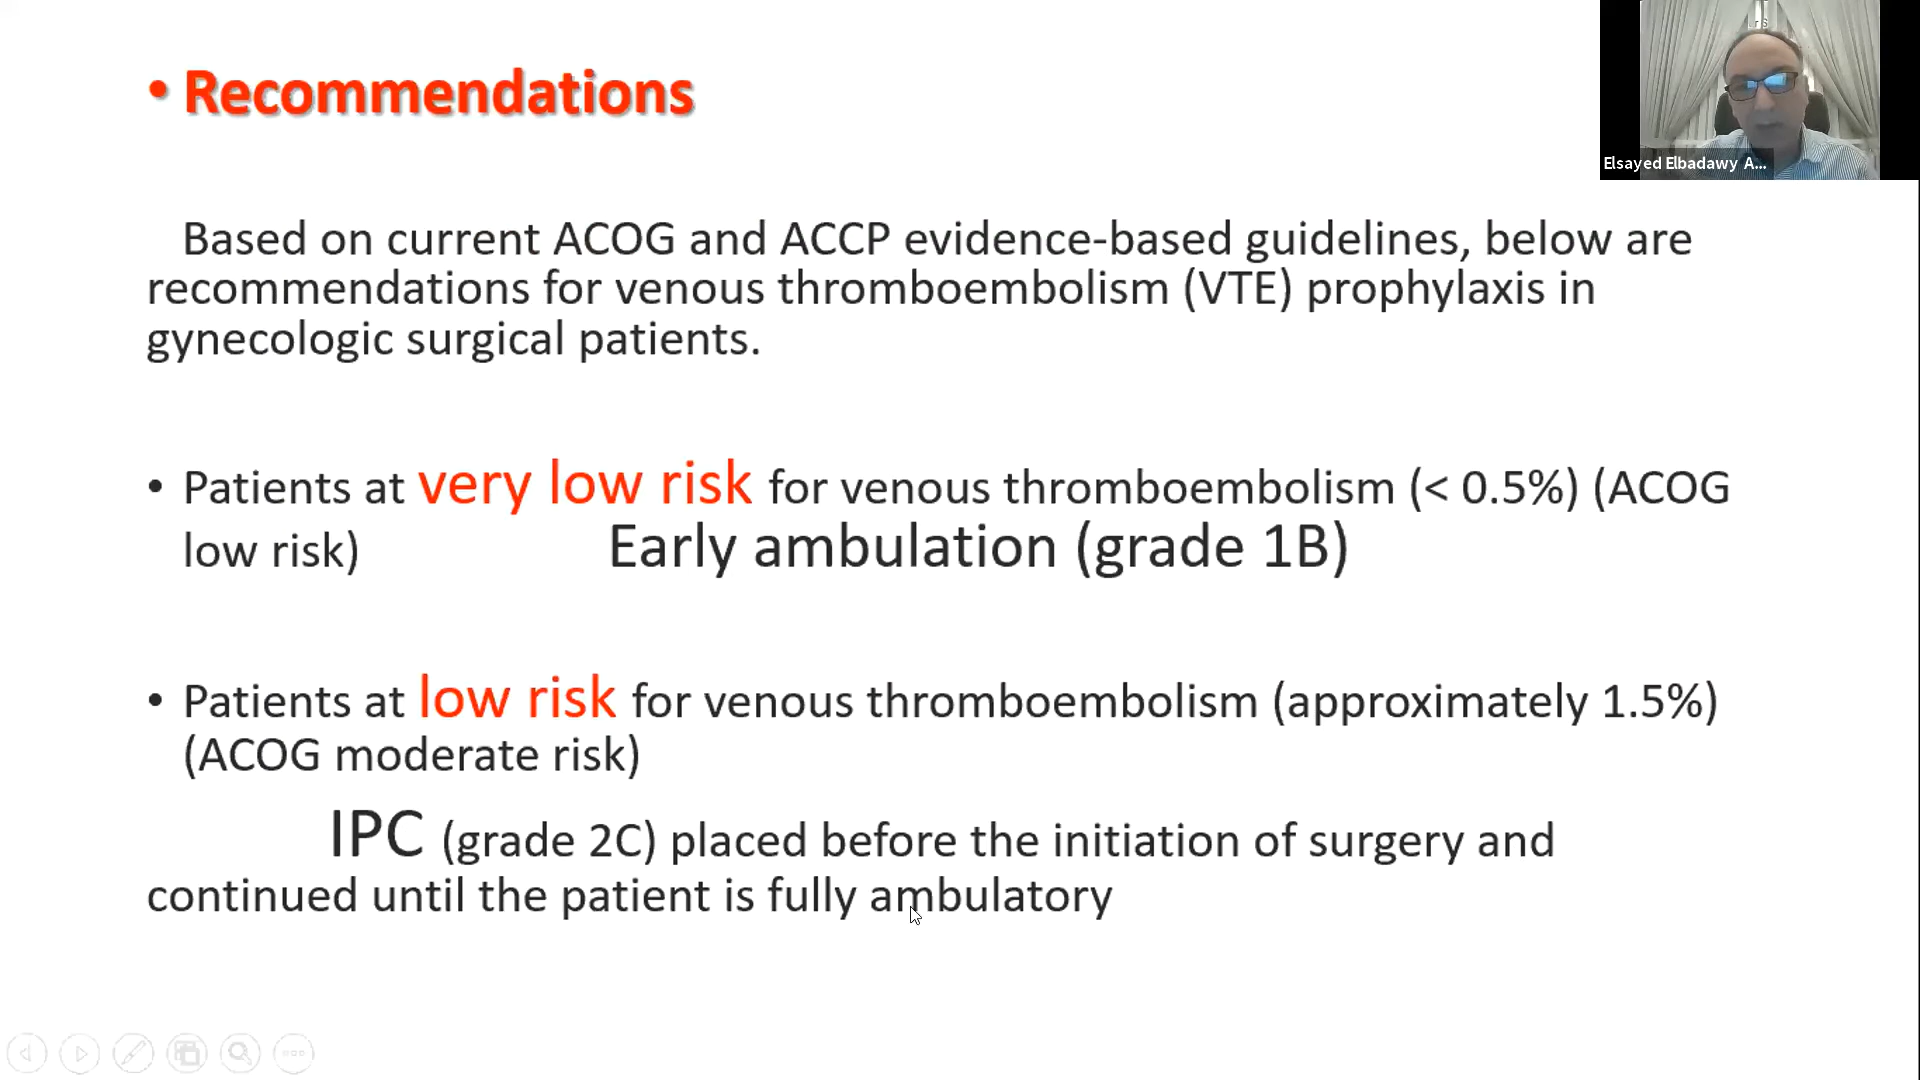 • Recommendations
Elsayed Elbadawy A...
Based on current ACOG and ACCP evidence-based guidelines, below are
recommendations for venous thromboembolism (VTE) prophylaxis in
gynecologic surgical patients.
• Patients at very low risk for venous thromboembolism (< 0.5%) (ACOG
low risk) Early ambulation (grade 1B)
• Patients at low risk for venous thromboembolism (approximately 1.5%)
(ACOG moderate risk)
IPC (grade 2C) placed before the initiation of surgery and
continued until the patient is fully ambulatory